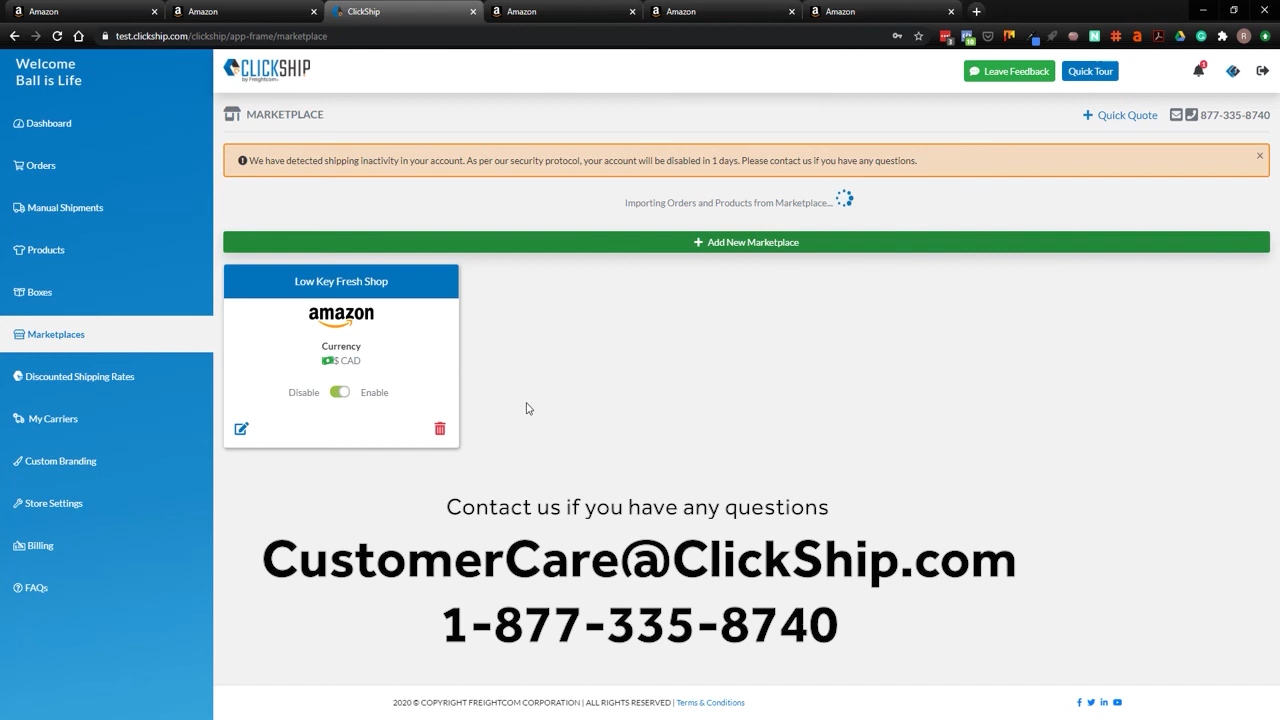 Amazon
Amazon
ClickShip
Amazon
Amazon
Amazon
test.clickship.com/clickship/app-frame/marketplace
Welcome
Ball is Life
Dashboard
Orders
Manual Shipments
Products
Boxes
Marketplaces
Discounted Shipping Rates
My Carriers
Custom Branding
Store Settings
Billing
FAQs
CLICKSHIP
by Freightcom
Leave Feedback
Quick Tour
1
MARKETPLACE
Quick Quote
877-335-8740
We have detected shipping inactivity in your account. As per our security protocol, your account will be disabled in 1 days. Please contact us if you have any questions.
Importing Orders and Products from Marketplace...
Add New Marketplace
Low Key Fresh Shop
amazon
Currency
$ CAD
Disable Enable
Contact us if you have any questions
CustomerCare@ClickShip.com
1-877-335-8740
2020 © COPYRIGHT FREIGHTCOM CORPORATION | ALL RIGHTS RESERVED | Terms & Conditions